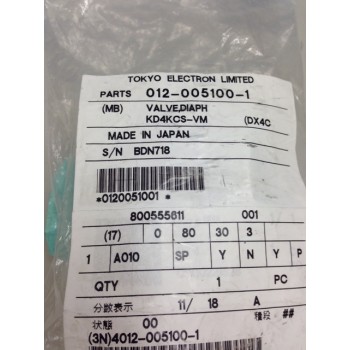 TOKYO ELECTRON LIMITED
PARTS 012-005100-1
(MB) VALVE,DIAPH
KD4KCS-VM (DX4C
MADE IN JAPAN
S/N BDN718
*0120051001 *
800555611 001
(17) 0 80 30 3
1 A010 SP Y N Y P
QTY 1 PC
分数表示 11/ 18 A
状態 00 種段 ##
(3N)4012-005100-1